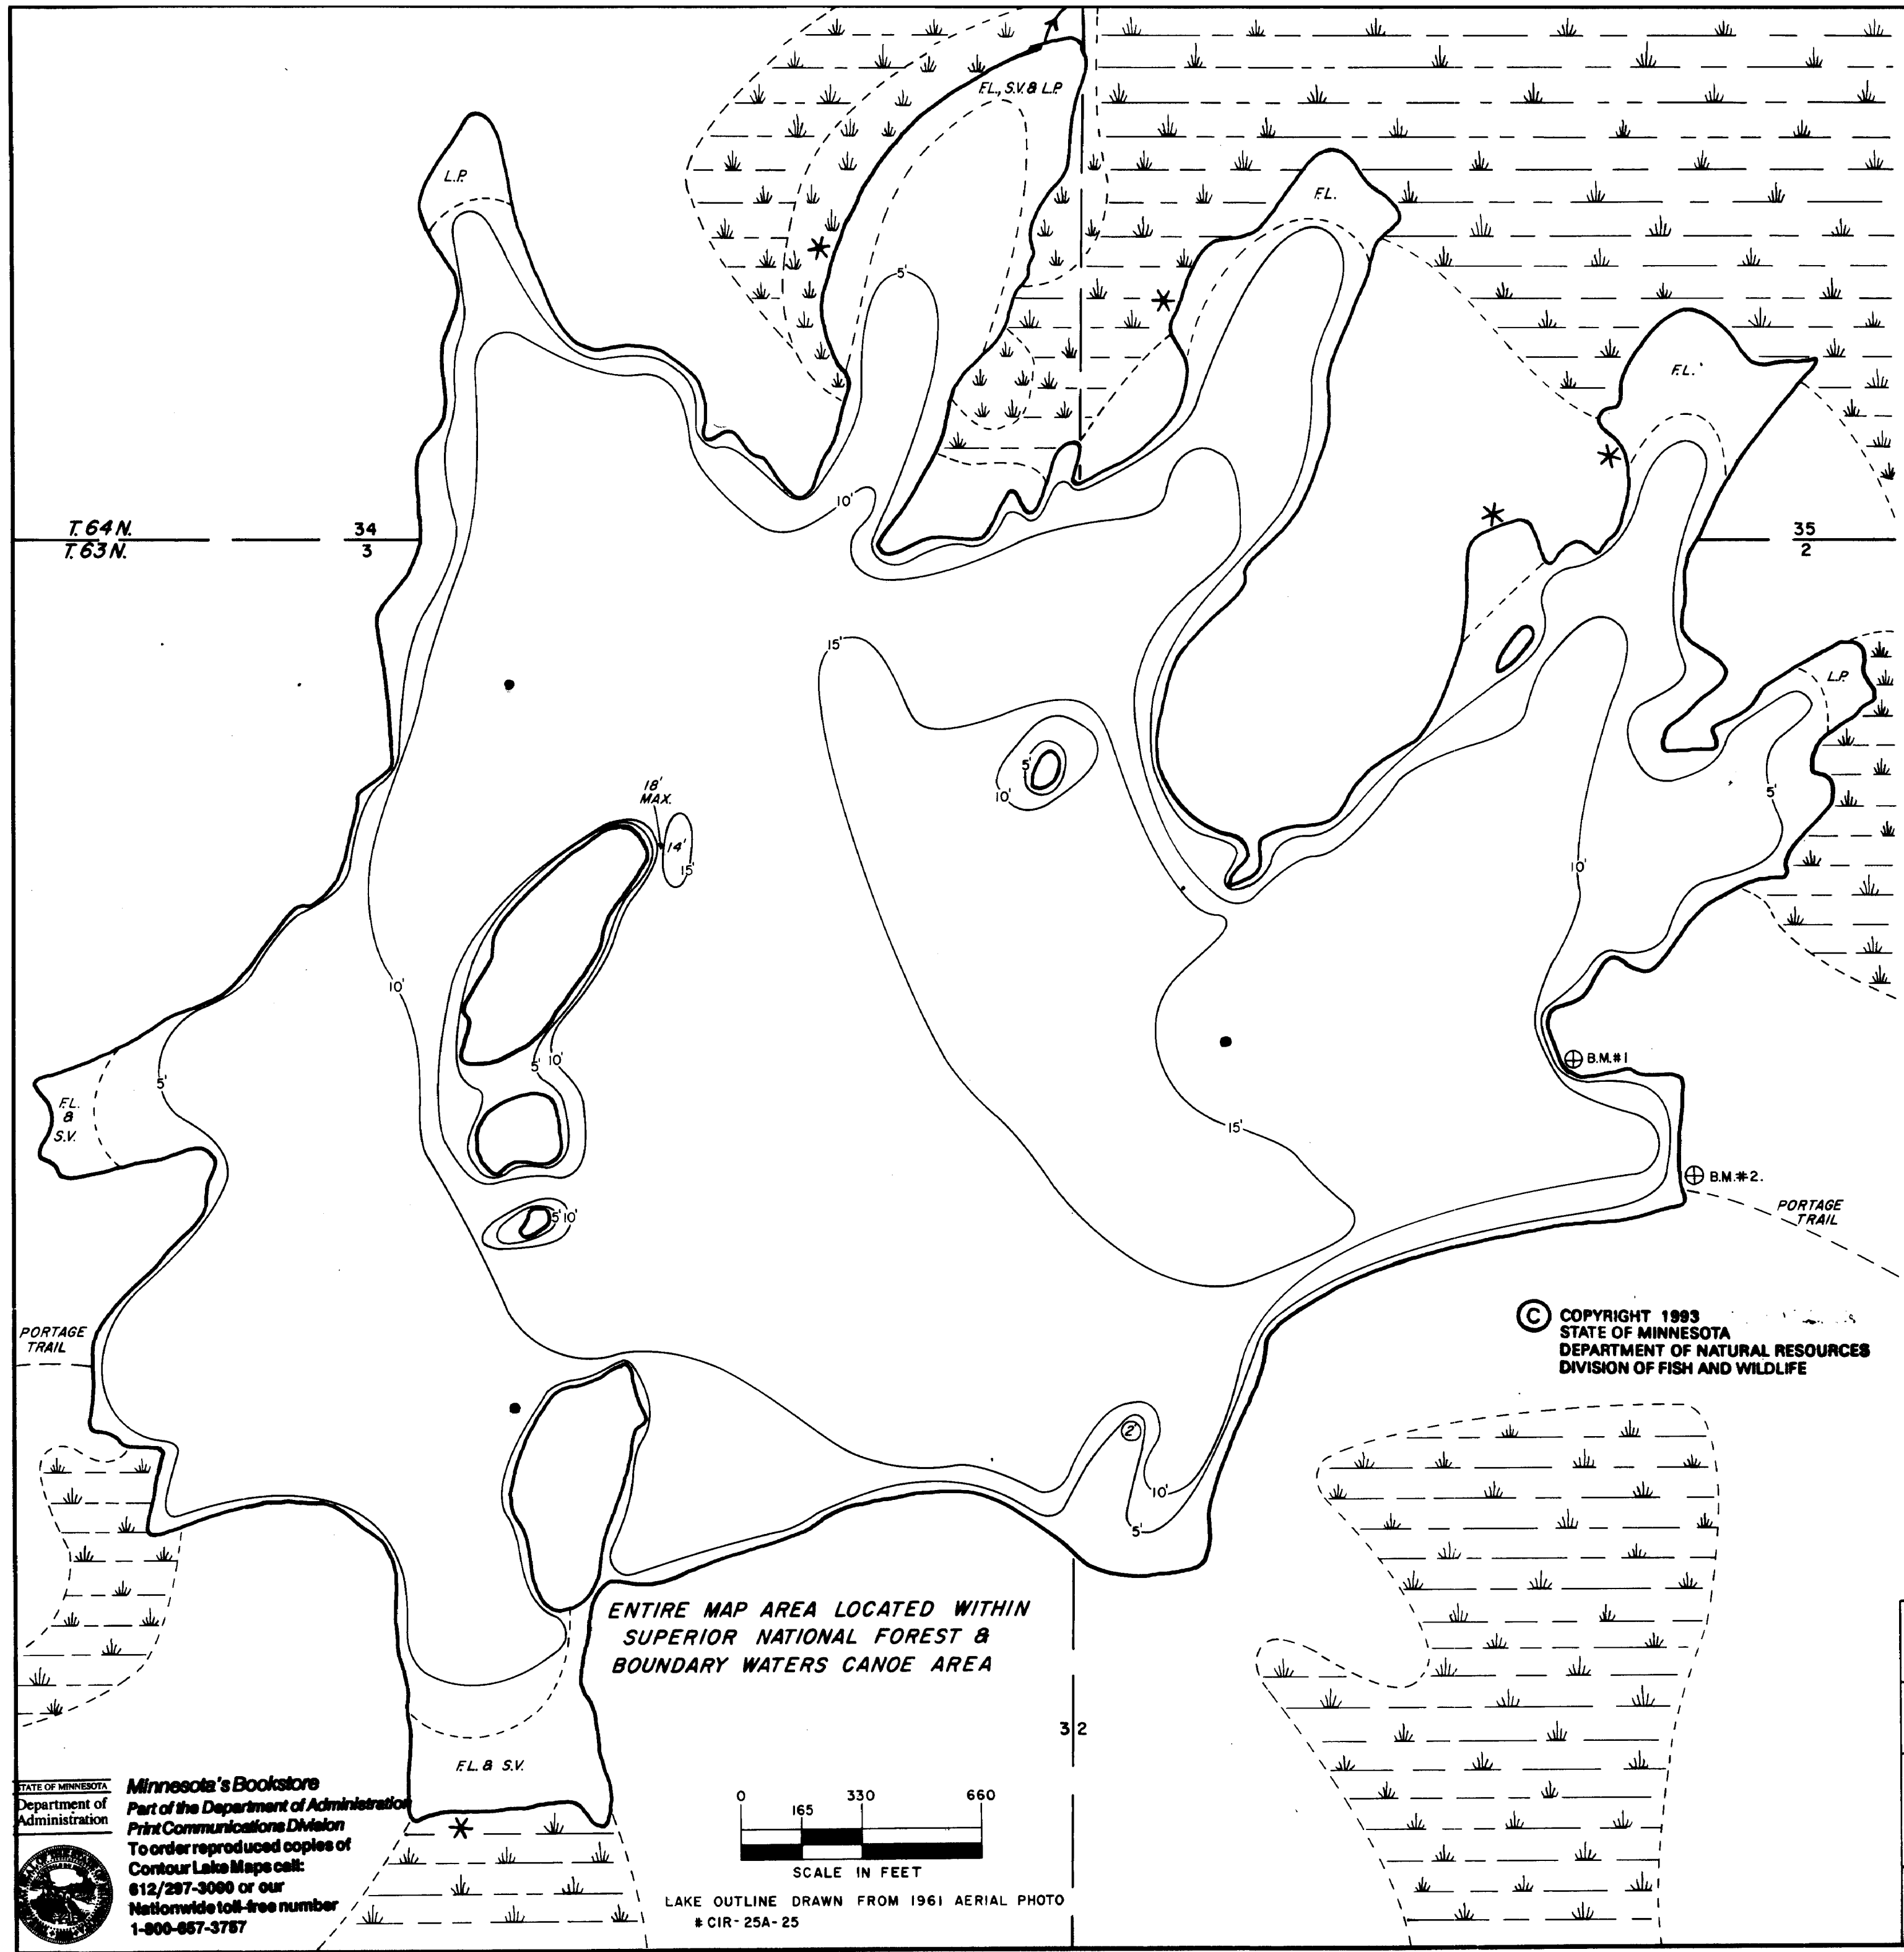 F.L., S.V. & L.P.
L.P.
F.L.
5'
F.L.
10'
T. 64 N.
T. 63 N.
34
3
35
2
15'
L.P.
5'
10'
5'
18'
MAX.
14'
15'
10'
10'
5' 10'
B.M.#1
5'
F.L.
&
S.V.
15'
B.M.#2.
PORTAGE
TRAIL
5' 10'
© COPYRIGHT 1993
STATE OF MINNESOTA
DEPARTMENT OF NATURAL RESOURCES
DIVISION OF FISH AND WILDLIFE
PORTAGE
TRAIL
2'
10'
5'
ENTIRE MAP AREA LOCATED WITHIN
SUPERIOR NATIONAL FOREST &
BOUNDARY WATERS CANOE AREA
3 2
F.L. & S.V.
STATE OF MINNESOTA
Department of
Administration
Minnesota's Bookstore
Part of the Department of Administration
Print Communications Division
To order reproduced copies of
Contour Lake Maps call:
612/297-3000 or our
Nationwide toll-free number
1-800-657-3757
0 165 330 660
SCALE IN FEET
LAKE OUTLINE DRAWN FROM 1961 AERIAL PHOTO
# CIR-25A-25